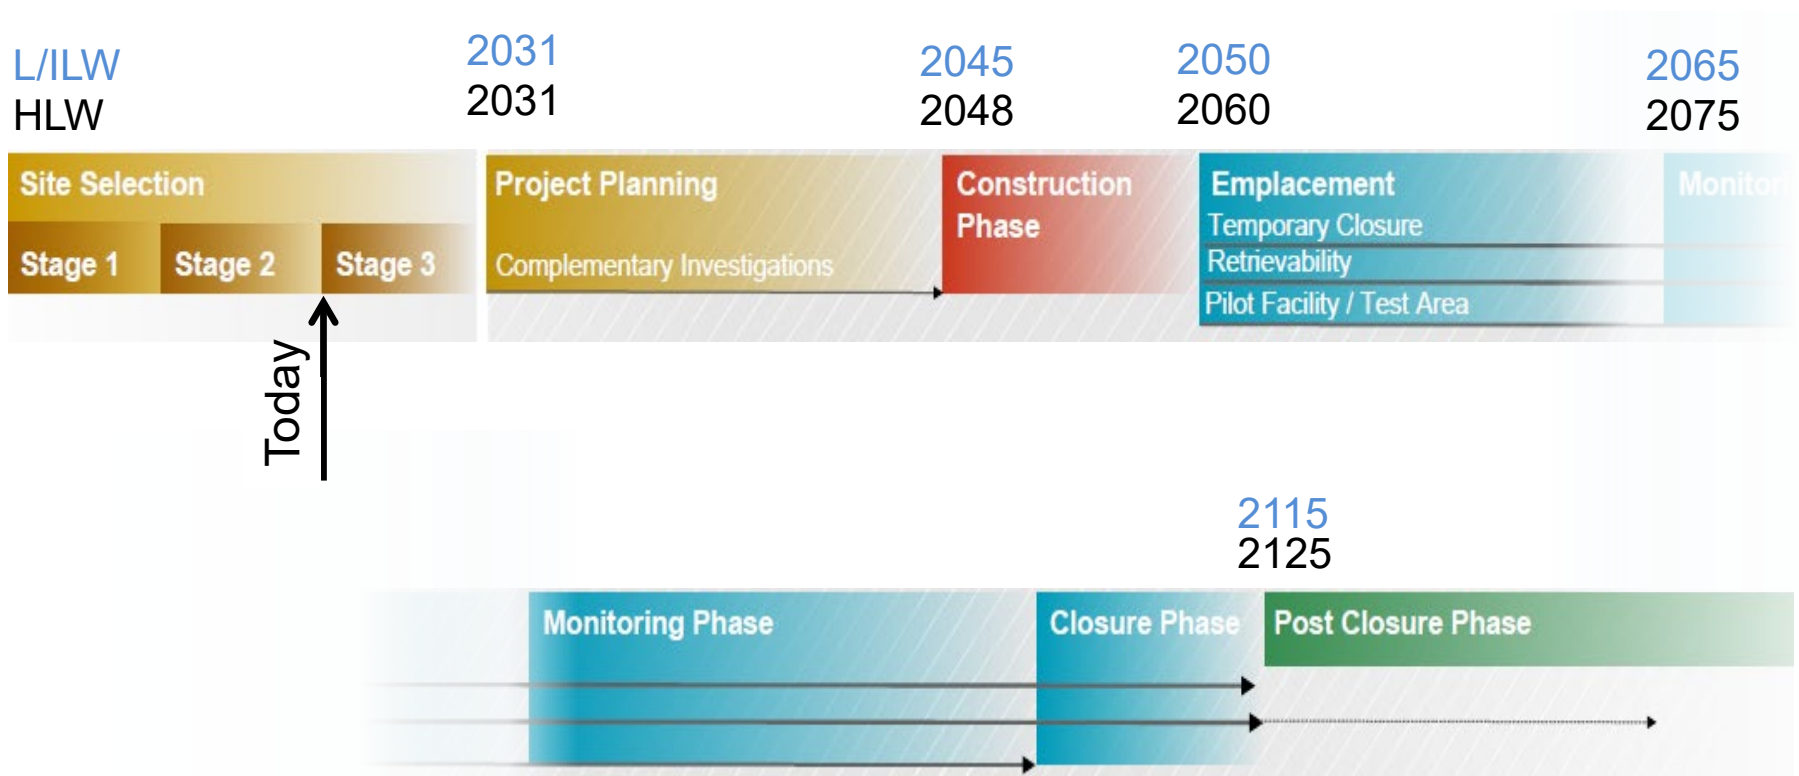 L/ILW
HLW
2031
2031
2045
2048
2050
2060
2065
2075
Site Selection
Stage 1
Stage 2
Stage 3
Project Planning
Complementary Investigations
Construction
Phase
Emplacement
Temporary Closure
Retrievability
Pilot Facility / Test Area
Monitor
Today
2115
2125
Monitoring Phase
Closure Phase
Post Closure Phase